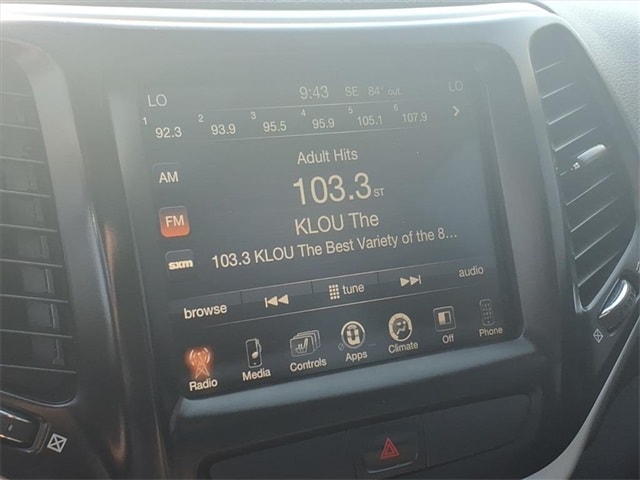 LO 9:43 SE 84° out. LO
1 92.3 2 93.9 3 95.5 4 95.9 5 105.1 6 107.9
AM
Adult Hits
103.3 ST
FM
KLOU The
sxm
103.3 KLOU The Best Variety of the 8...
browse tune audio
Radio Media Controls Apps Climate Off Phone